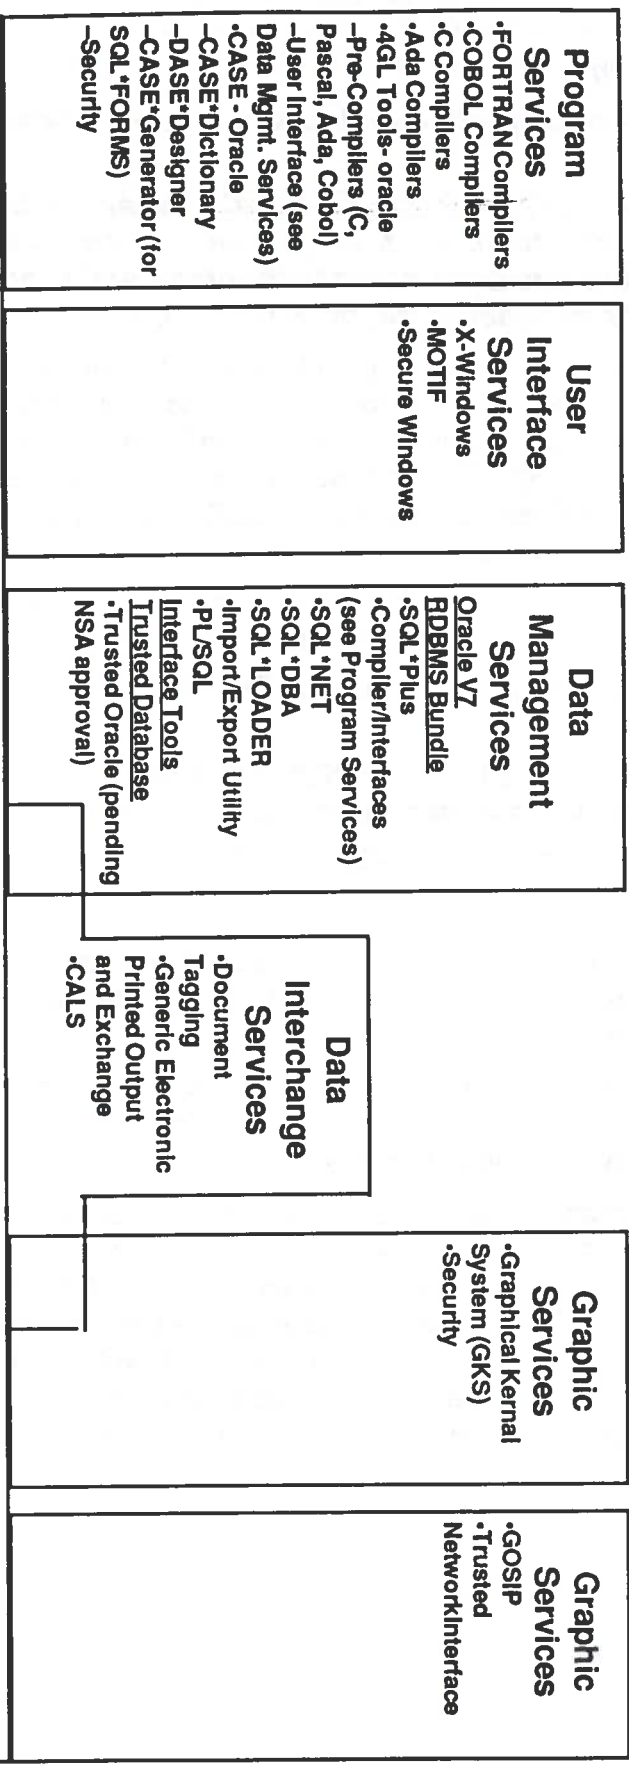 Program
Services
•FORTRAN Compilers
•COBOL Compilers
•C Compilers
•Ada Compilers
•4GL Tools- oracle
–Pre-Compilers (C,
Pascal, Ada, Cobol)
–User Interface (see
Data Mgmt. Services)
•CASE - Oracle
–CASE*Dictionary
–DASE*Designer
–CASE*Generator (for
SQL*FORMS)
–Security
User
Interface
Services
•X-Windows
•MOTIF
•Secure Windows
Data
Management
Services
Oracle V7
RDBMS Bundle
•SQL*Plus
•Compiler/Interfaces
(see Program Services)
•SQL*NET
•SQL*DBA
•SQL*LOADER
•Import/Export Utility
•PL/SQL
Interface Tools
Trusted Database
•Trusted Oracle (pending
NSA approval)
Data
Interchange
Services
•Document
Tagging
•Generic Electronic
Printed Output
and Exchange
•CALS
Graphic
Services
•Graphical Kernal
System (GKS)
•Security
Graphic
Services
•GOSIP
•Trusted
NetworkInterface